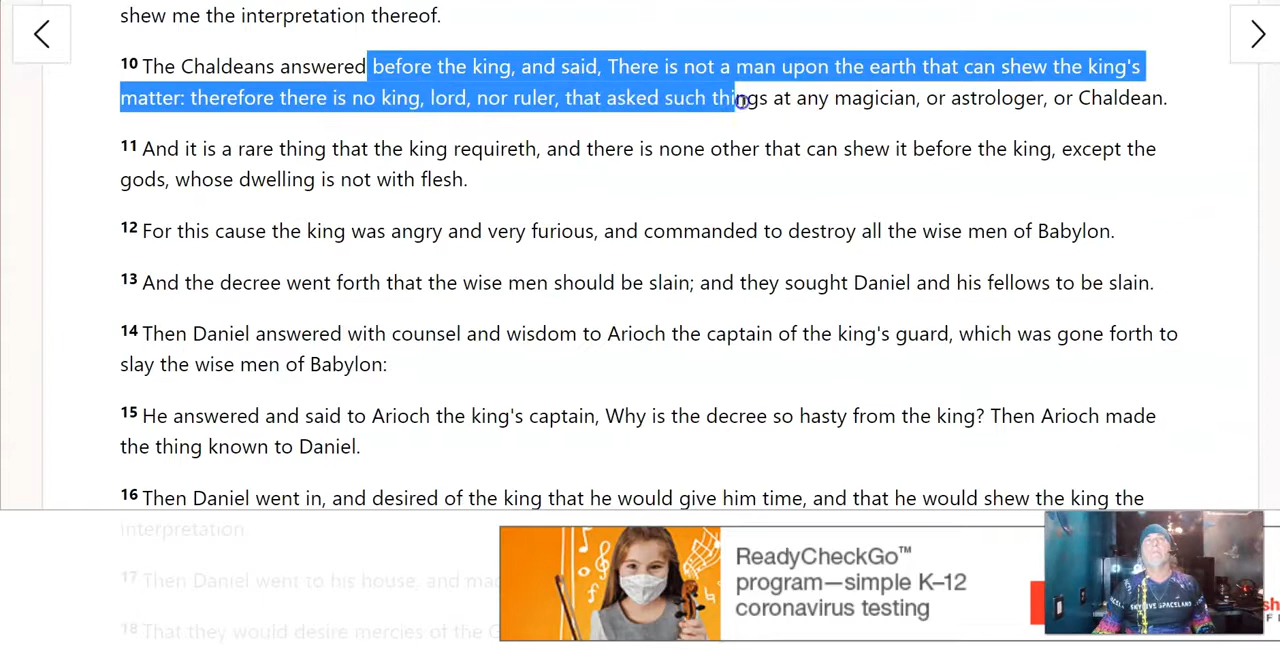 shew me the interpretation thereof.
10 The Chaldeans answered before the king, and said, There is not a man upon the earth that can shew the king's
matter: therefore there is no king, lord, nor ruler, that asked such things at any magician, or astrologer, or Chaldean.
11 And it is a rare thing that the king requireth, and there is none other that can shew it before the king, except the
gods, whose dwelling is not with flesh.
12 For this cause the king was angry and very furious, and commanded to destroy all the wise men of Babylon.
13 And the decree went forth that the wise men should be slain; and they sought Daniel and his fellows to be slain.
14 Then Daniel answered with counsel and wisdom to Arioch the captain of the king's guard, which was gone forth to
slay the wise men of Babylon:
15 He answered and said to Arioch the king's captain, Why is the decree so hasty from the king? Then Arioch made
the thing known to Daniel.
16 Then Daniel went in, and desired of the king that he would give him time, and that he would shew the king the
interpretation
17 Then Daniel went to his house, and
18 That they would desire mercies of the
ReadyCheckGo™
program—simple K–12
coronavirus testing
SPACELAND